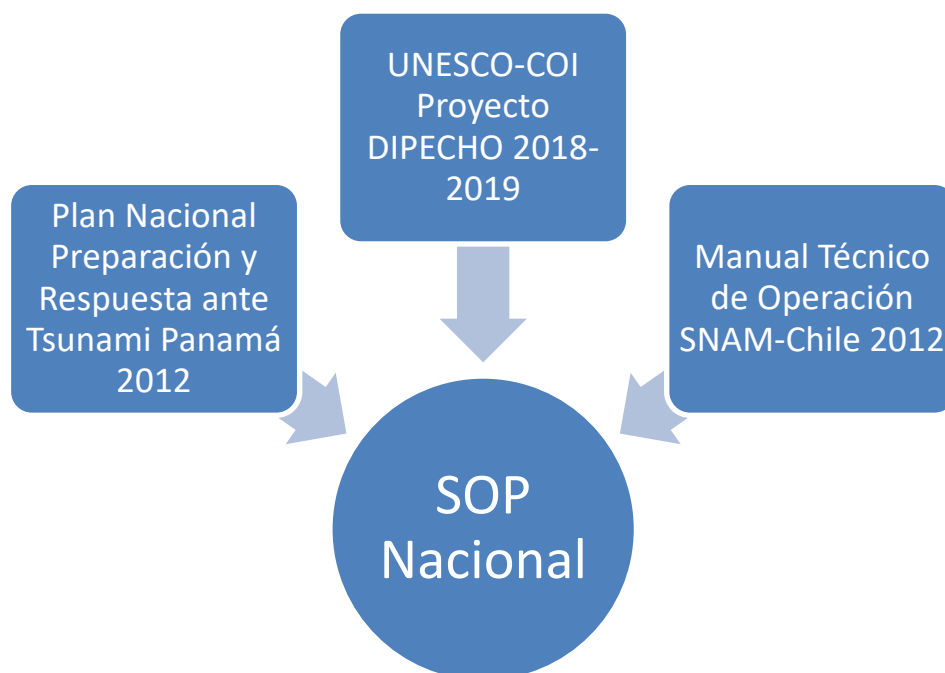 UNESCO-COI
Proyecto
DIPECHO 2018-
2019
Plan Nacional
Preparación y
Respuesta ante
Tsunami Panamá
2012
Manual Técnico
de Operación
SNAM-Chile 2012
SOP
Nacional